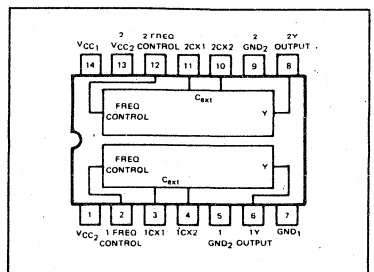 2 2 FREQ 2 2Y
VCC1 VCC2 CONTROL 2CX1 2CX2 GND2 OUTPUT
14 13 12 11 10 9 8
Cext
FREQ
CONTROL Y
FREQ
CONTROL Y
Cext
1 2 3 4 5 6 7
VCC2 1 FREQ 1CX1 1CX2 1 1Y GND1
CONTROL GND2 OUTPUT